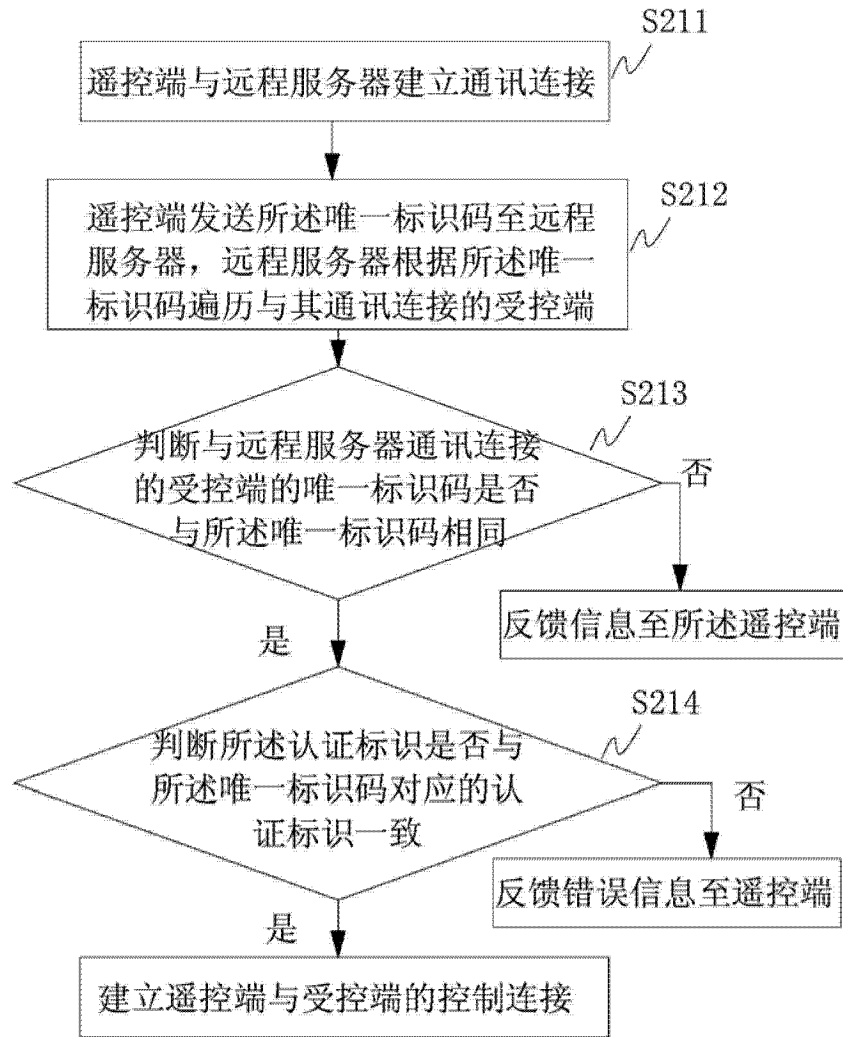 S211
遥控端与远程服务器建立通讯连接
S212
遥控端发送所述唯一标识码至远程
服务器，远程服务器根据所述唯一
标识码遍历与其通讯连接的受控端
S213
判断与远程服务器通讯连接
的受控端的唯一标识码是否
与所述唯一标识码相同
否
反馈信息至所述遥控端
是
S214
判断所述认证标识是否与
所述唯一标识码对应的认
证标识一致
否
反馈错误信息至遥控端
是
建立遥控端与受控端的控制连接